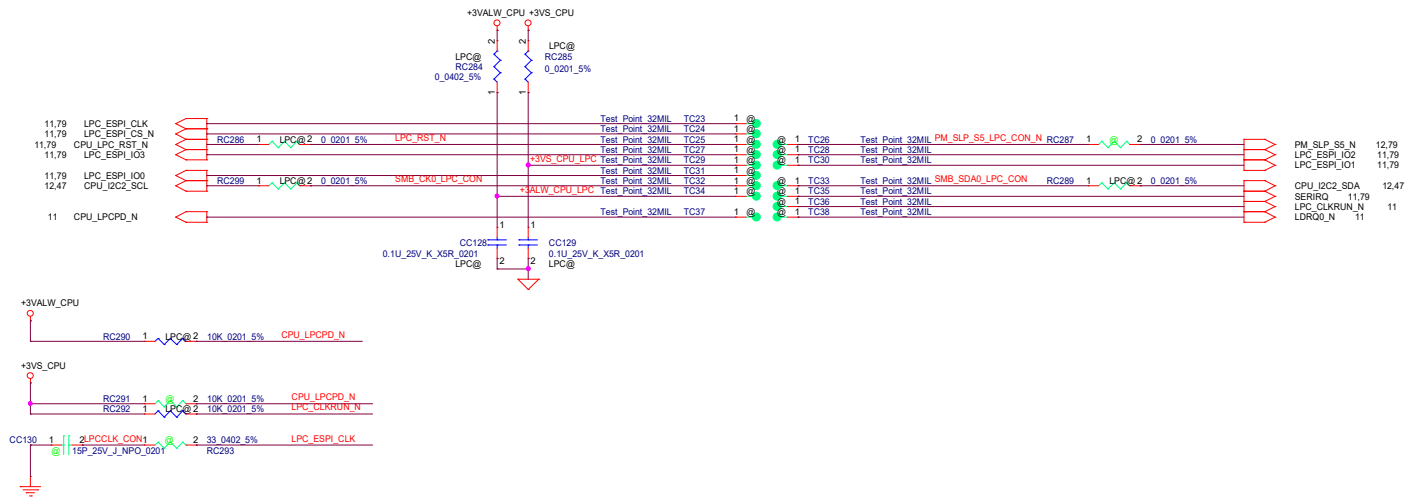 +3VALW_CPU +3VS_CPU
2 2
LPC@ LPC@
RC284 RC285
0_0402_5% 0_0201_5%
1 1
11,79 LPC_ESPI_CLK Test_Point_32MIL TC23 1 @
11,79 LPC_ESPI_CS_N Test_Point_32MIL TC24 1 @
11,79 CPU_LPC_RST_N RC286 1 LPC@ 2 0_0201_5% LPC_RST_N Test_Point_32MIL TC25 1 @ @ 1 TC26 Test_Point_32MIL PM_SLP_S5_LPC_CON_N RC287 1 @ 2 0_0201_5% PM_SLP_S5_N 12,79
11,79 LPC_ESPI_IO3 Test_Point_32MIL TC27 1 @ @ 1 TC28 Test_Point_32MIL LPC_ESPI_IO2 11,79
+3VS_CPU_LPC Test_Point_32MIL TC29 1 @ @ 1 TC30 Test_Point_32MIL LPC_ESPI_IO1 11,79
11,79 LPC_ESPI_IO0 Test_Point_32MIL TC31 1 @
12,47 CPU_I2C2_SCL RC299 1 LPC@ 2 0_0201_5% SMB_CK0_LPC_CON Test_Point_32MIL TC32 1 @ @ 1 TC33 Test_Point_32MIL SMB_SDA0_LPC_CON RC289 1 LPC@ 2 0_0201_5% CPU_I2C2_SDA 12,47
+3ALW_CPU_LPC Test_Point_32MIL TC34 1 @ @ 1 TC35 Test_Point_32MIL SERIRQ 11,79
@ 1 TC36 Test_Point_32MIL LPC_CLKRUN_N 11
11 CPU_LPCPD_N Test_Point_32MIL TC37 1 @ @ 1 TC38 Test_Point_32MIL LDRQ0_N 11
1 1
CC128 CC129
0.1U_25V_K_X5R_0201 0.1U_25V_K_X5R_0201
LPC@ 2 2 LPC@
+3VALW_CPU
RC290 1 LPC@ 2 10K_0201_5% CPU_LPCPD_N
+3VS_CPU
RC291 1 @ 2 10K_0201_5% CPU_LPCPD_N
RC292 1 LPC@ 2 10K_0201_5% LPC_CLKRUN_N
CC130 1 2 LPCCLK_CON 1 @ 2 33_0402_5% LPC_ESPI_CLK
@ 15P_25V_J_NPO_0201 RC293